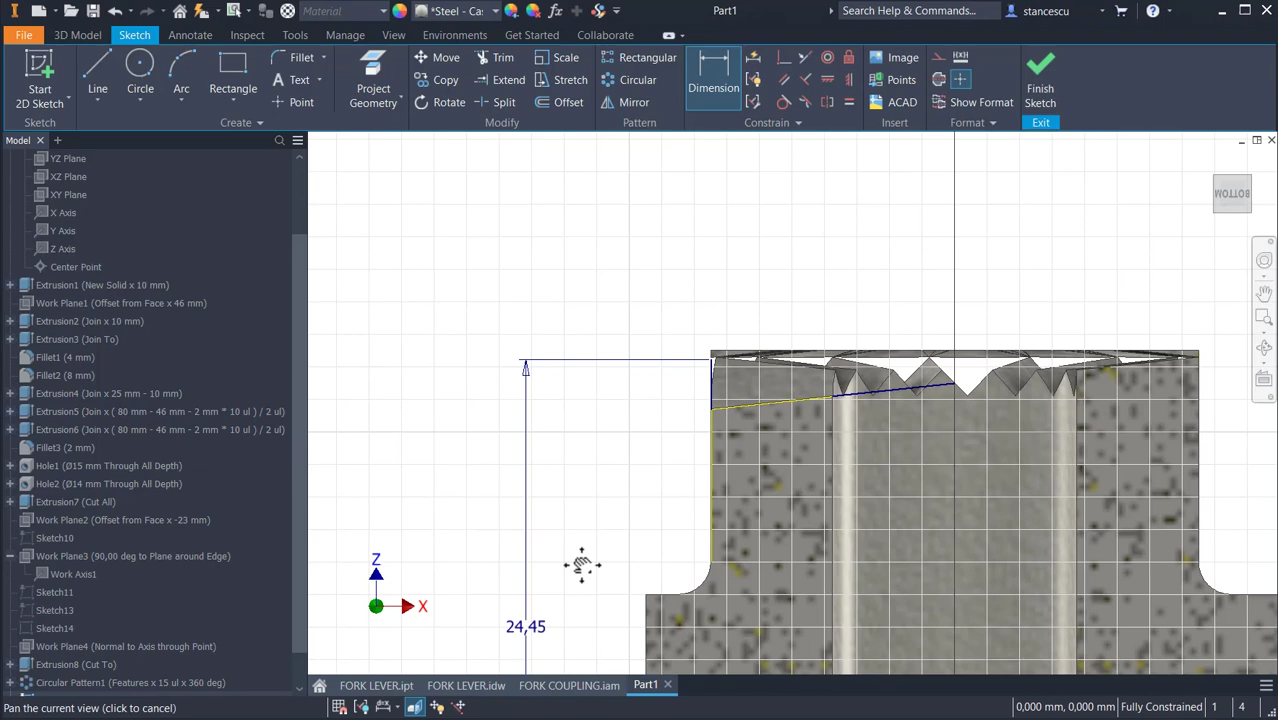 Material
*Steel - Cas
Part1
Search Help & Commands...
stancescu
File
3D Model
Sketch
Annotate
Inspect
Tools
Manage
View
Environments
Get Started
Collaborate
Start
2D Sketch
Line
Circle
Arc
Rectangle
Fillet
Text
Point
Project
Geometry
Move
Copy
Rotate
Trim
Extend
Split
Scale
Stretch
Offset
Rectangular
Circular
Mirror
Dimension
Image
Points
ACAD
Show Format
Finish
Sketch
Sketch
Create
Modify
Pattern
Constrain
Insert
Format
Exit
Model
YZ Plane
XZ Plane
XY Plane
X Axis
Y Axis
Z Axis
Center Point
Extrusion1 (New Solid x 10 mm)
Work Plane1 (Offset from Face x 46 mm)
Extrusion2 (Join x 10 mm)
Extrusion3 (Join To)
Fillet1 (4 mm)
Fillet2 (8 mm)
Extrusion4 (Join x 25 mm - 10 mm)
Extrusion5 (Join x ( 80 mm - 46 mm - 2 mm * 10 ul ) / 2 ul)
Extrusion6 (Join x ( 80 mm - 46 mm - 2 mm * 10 ul ) / 2 ul)
Fillet3 (2 mm)
Hole1 (Ø15 mm Through All Depth)
Hole2 (Ø14 mm Through All Depth)
Extrusion7 (Cut All)
Work Plane2 (Offset from Face x -23 mm)
Sketch10
Work Plane3 (90,00 deg to Plane around Edge)
Work Axis1
Sketch11
Sketch13
Sketch14
Work Plane4 (Normal to Axis through Point)
Extrusion8 (Cut To)
Circular Pattern1 (Features x 15 ul x 360 deg)
BOTTOM
24,45
Z
X
FORK LEVER.ipt
FORK LEVER.idw
FORK COUPLING.iam
Part1
Pan the current view (click to cancel)
0,000 mm, 0,000 mm
Fully Constrained
1
4